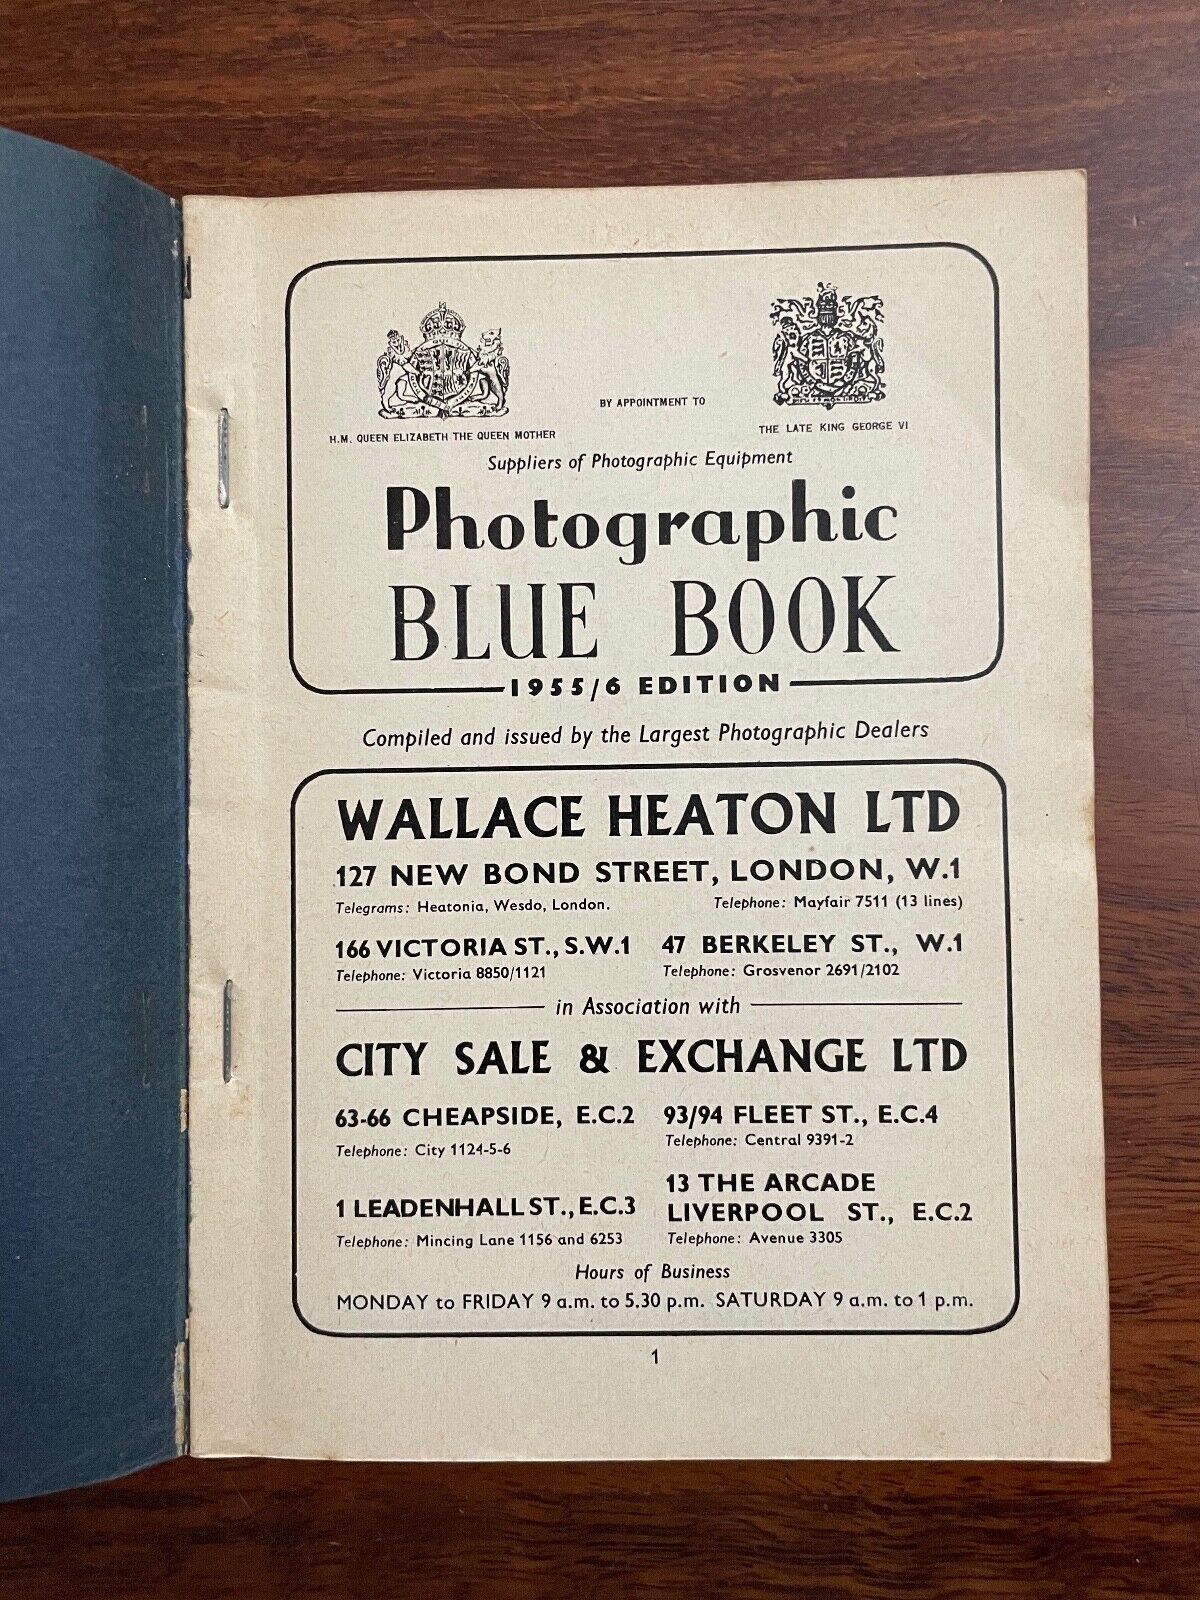 BY APPOINTMENT TO
H.M. QUEEN ELIZABETH THE QUEEN MOTHER
THE LATE KING GEORGE VI
Suppliers of Photographic Equipment
Photographic
BLUE BOOK
1955/6 EDITION
Compiled and issued by the Largest Photographic Dealers
WALLACE HEATON LTD
127 NEW BOND STREET, LONDON, W.1
Telegrams: Heatonia, Wesdo, London. Telephone: Mayfair 7511 (13 lines)
166 VICTORIA ST., S.W.1 47 BERKELEY ST., W.1
Telephone: Victoria 8850/1121 Telephone: Grosvenor 2691/2102
in Association with
CITY SALE & EXCHANGE LTD
63-66 CHEAPSIDE, E.C.2 93/94 FLEET ST., E.C.4
Telephone: City 1124-5-6 Telephone: Central 9391-2
1 LEADENHALL ST., E.C.3
Telephone: Mincing Lane 1156 and 6253
13 THE ARCADE
LIVERPOOL ST., E.C.2
Telephone: Avenue 3305
Hours of Business
MONDAY to FRIDAY 9 a.m. to 5.30 p.m. SATURDAY 9 a.m. to 1 p.m.
1